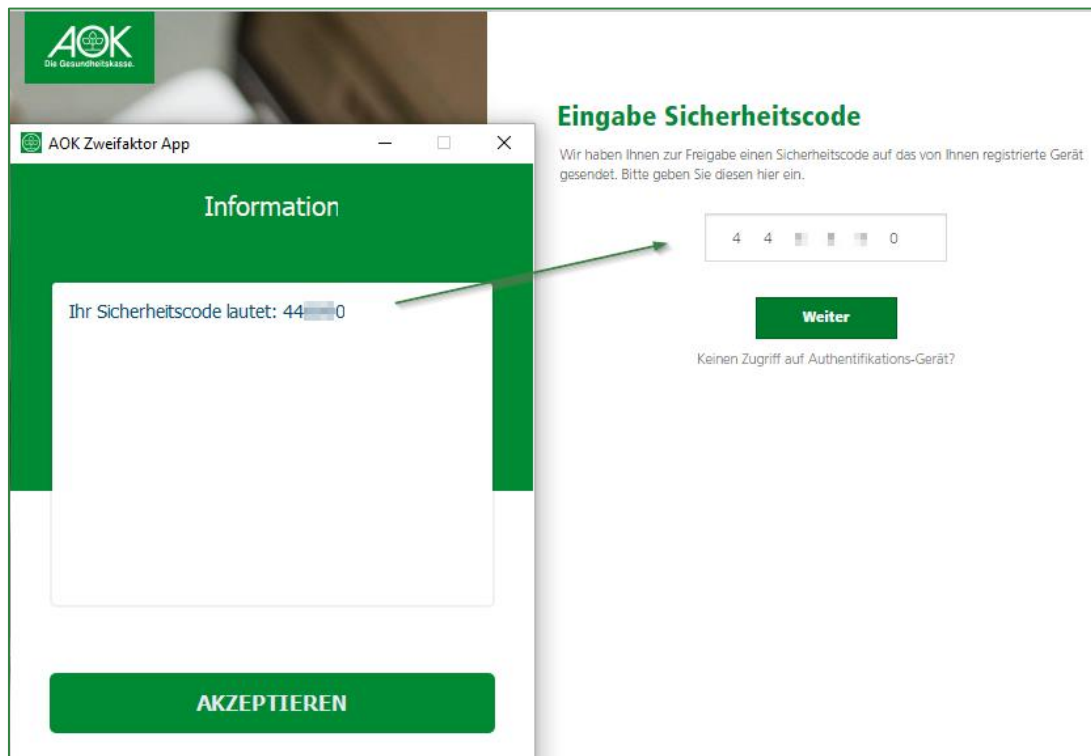 AOK
Die Gesundheitskasse.
AOK Zweifaktor App
Information
Ihr Sicherheitscode lautet: 44 0
AKZEPTIEREN
Eingabe Sicherheitscode
Wir haben Ihnen zur Freigabe einen Sicherheitscode auf das von Ihnen registrierte Gerät
gesendet. Bitte geben Sie diesen hier ein.
4 4 0
Weiter
Keinen Zugriff auf Authentifikations-Gerät?